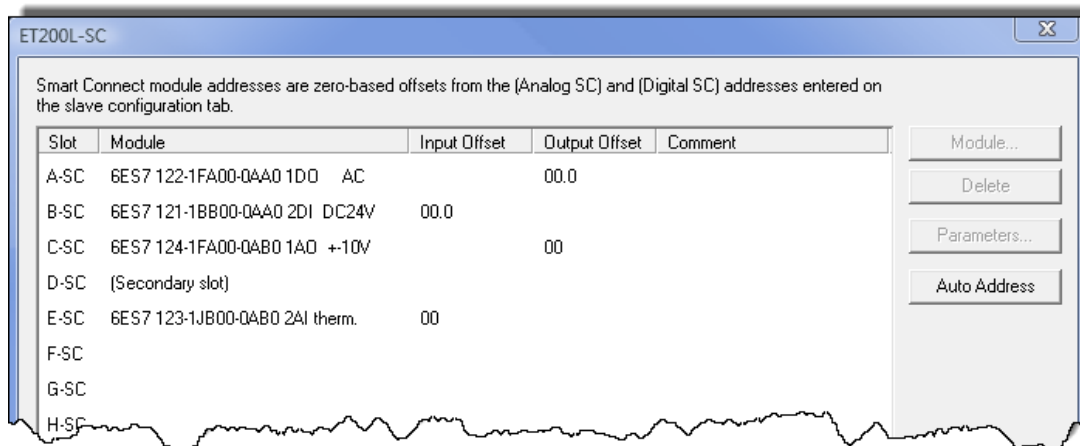 ET200L-SC
Smart Connect module addresses are zero-based offsets from the (Analog SC) and (Digital SC) addresses entered on
the slave configuration tab.
Slot Module Input Offset Output Offset Comment
A-SC 6ES7 122-1FA00-0AA0 1DO AC 00.0
B-SC 6ES7 121-1BB00-0AA0 2DI DC24V 00.0
C-SC 6ES7 124-1FA00-0AB0 1AO +-10V 00
D-SC (Secondary slot)
E-SC 6ES7 123-1JB00-0AB0 2AI therm. 00
F-SC
G-SC
H-SC
Module...
Delete
Parameters...
Auto Address